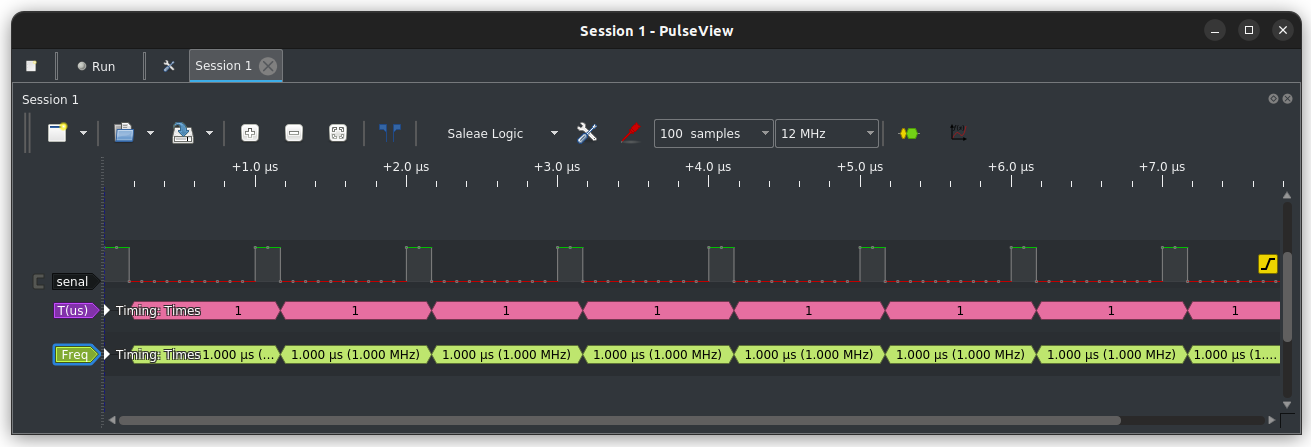 Session 1 - PulseView
Run
Session 1
Session 1
Saleae Logic
100 samples
12 MHz
+1.0 µs +2.0 µs +3.0 µs +4.0 µs +5.0 µs +6.0 µs +7.0 µs
senal
T(us) Timing: Times 1 1 1 1 1 1 1 1
Freq Timing: Times 1.000 µs (... 1.000 µs (1.000 MHz) 1.000 µs (1.000 MHz) 1.000 µs (1.000 MHz) 1.000 µs (1.000 MHz) 1.000 µs (1.000 MHz) 1.000 µs (1.000 MHz) 1.000 µs (1....